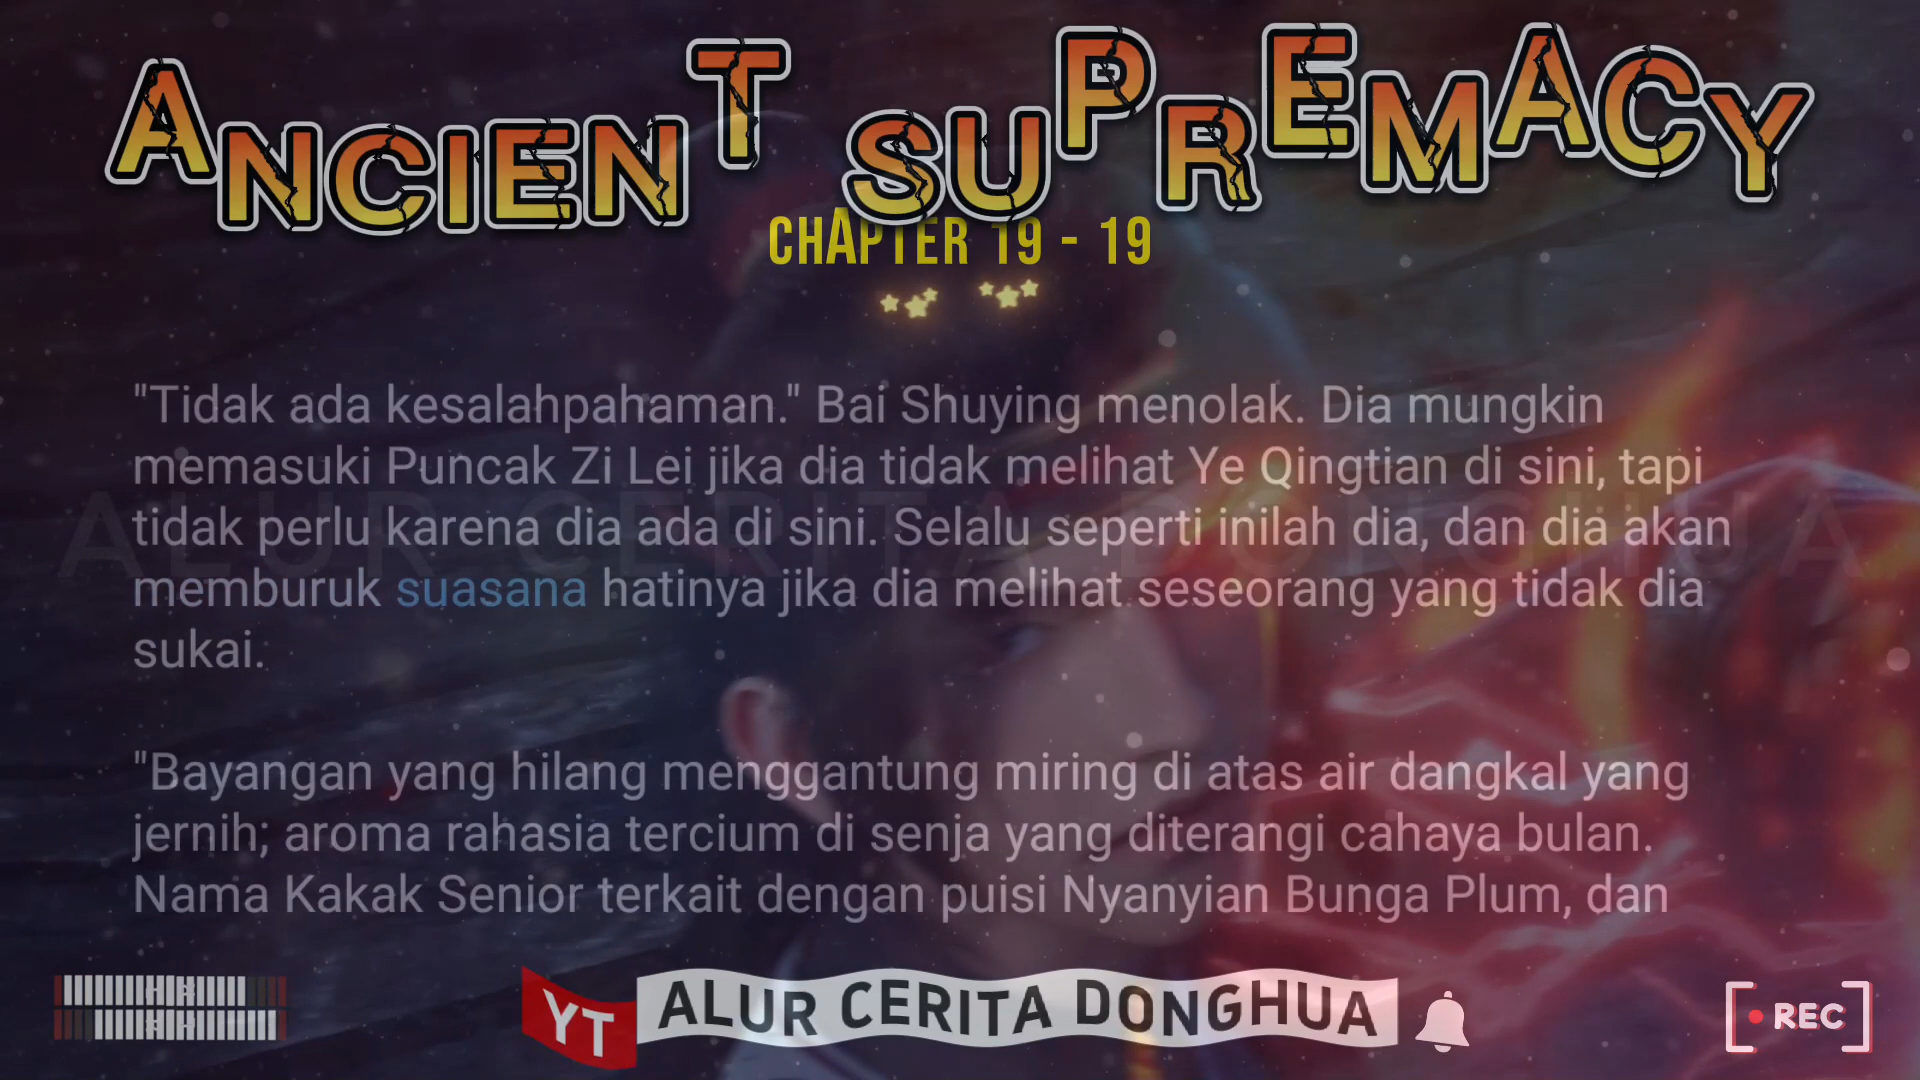 ANCIENT SUPREMACY
CHAPTER 19 - 19
"Tidak ada kesalahpahaman." Bai Shuying menolak. Dia mungkin
memasuki Puncak Zi Lei jika dia tidak melihat Ye Qingtian di sini, tapi
tidak perlu karena dia ada di sini. Selalu seperti inilah dia, dan dia akan
memburuk suasana hatinya jika dia melihat seseorang yang tidak dia
sukai.
"Bayangan yang hilang menggantung miring di atas air dangkal yang
jernih; aroma rahasia tercium di senja yang diterangi cahaya bulan.
Nama Kakak Senior terkait dengan puisi Nyanyian Bunga Plum, dan
ALUR CERITA DONGHUA
YT ALUR CERITA DONGHUA
REC